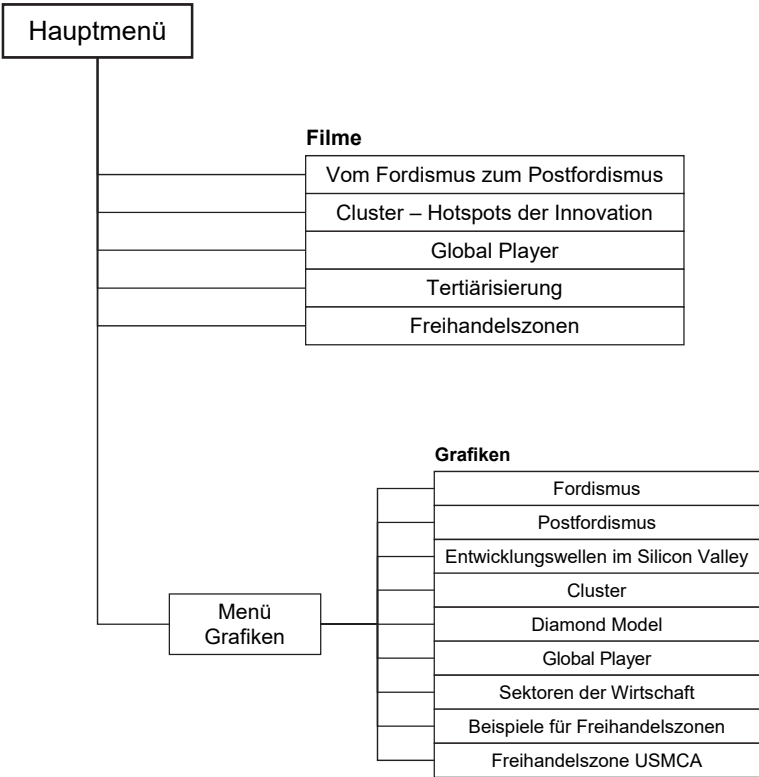 Hauptmenü
Filme
Vom Fordismus zum Postfordismus
Cluster – Hotspots der Innovation
Global Player
Tertiärisierung
Freihandelszonen
Grafiken
Fordismus
Postfordismus
Entwicklungswellen im Silicon Valley
Cluster
Menü
Grafiken
Diamond Model
Global Player
Sektoren der Wirtschaft
Beispiele für Freihandelszonen
Freihandelszone USMCA